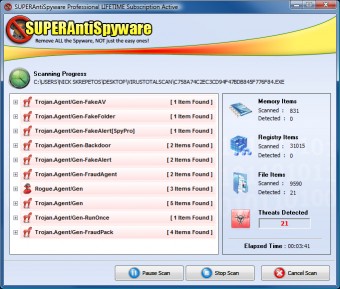 SUPERAntiSpyware Professional LIFETIME Subscription Active
SUPERAntiSpyware
Remove ALL the Spyware, NOT just the easy ones!
Scanning Progress
C:\USERS\NICK SKREPETOS\DESKTOP\VIRUSTOTALSCAN\C758A74C2EC3CD94F47BDB845F776F84.EXE
Trojan.Agent/Gen-FakeAV [ 1 Item Found ]
Trojan.Agent/Gen-FakeFolder [ 1 Item Found ]
Trojan.Agent/Gen-FakeAlert[SpyPro] [ 1 Item Found ]
Trojan.Agent/Gen-Backdoor [ 2 Items Found ]
Trojan.Agent/Gen-FakeAlert [ 2 Items Found ]
Trojan.Agent/Gen-FraudAgent [ 2 Items Found ]
Rogue.Agent/Gen [ 3 Items Found ]
Trojan.Agent/Gen [ 5 Items Found ]
Trojan.Agent/Gen-RunOnce [ 1 Item Found ]
Trojan.Agent/Gen-FraudPack [ 4 Items Found ]
Memory Items
Scanned : 831
Detected : 0
Registry Items
Scanned : 31015
Detected : 0
File Items
Scanned : 9590
Detected : 21
Threats Detected
21
Elapsed Time : 00:03:41
Pause Scan
Stop Scan
Cancel Scan